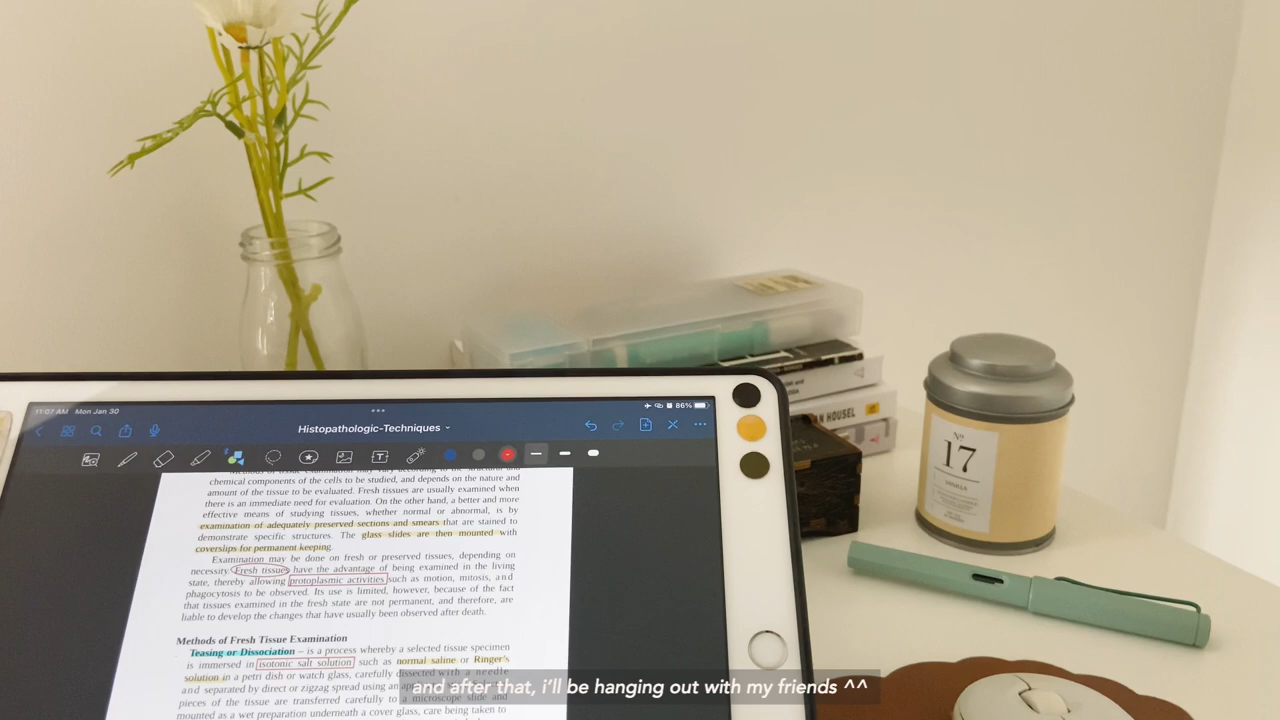 11:07 AM Mon Jan 30
86%
Histopathologic-Techniques
chemical components of the cells to be studied, and depends on the nature and
amount of the tissue to be evaluated. Fresh tissues are usually examined when
there is an immediate need for evaluation. On the other hand, a better and more
effective means of studying tissues, whether normal or abnormal, is by
examination of adequately preserved sections and smears that are stained to
demonstrate specific structures. The glass slides are then mounted with
coverslips for permanent keeping.
Examination may be done on fresh or preserved tissues, depending on
necessity. Fresh tissues have the advantage of being examined in the living
state, thereby allowing protoplasmic activities such as motion, mitosis, and
phagocytosis to be observed. Its use is limited, however, because of the fact
that tissues examined in the fresh state are not permanent, and therefore, are
liable to develop the changes that have usually been observed after death.
Methods of Fresh Tissue Examination
Teasing or Dissociation – is a process whereby a selected tissue specimen
is immersed in isotonic salt solution such as normal saline or Ringer's
solution in a petri dish or watch glass, carefully dissected with a needle
and separated by direct or zigzag spread using an
pieces of the tissue are transferred carefully to a microscope slide and
mounted as a wet preparation underneath a cover glass, care being taken to
HOUSEL
Nº
17
VANILLA
and after that, i'll be hanging out with my friends ^^